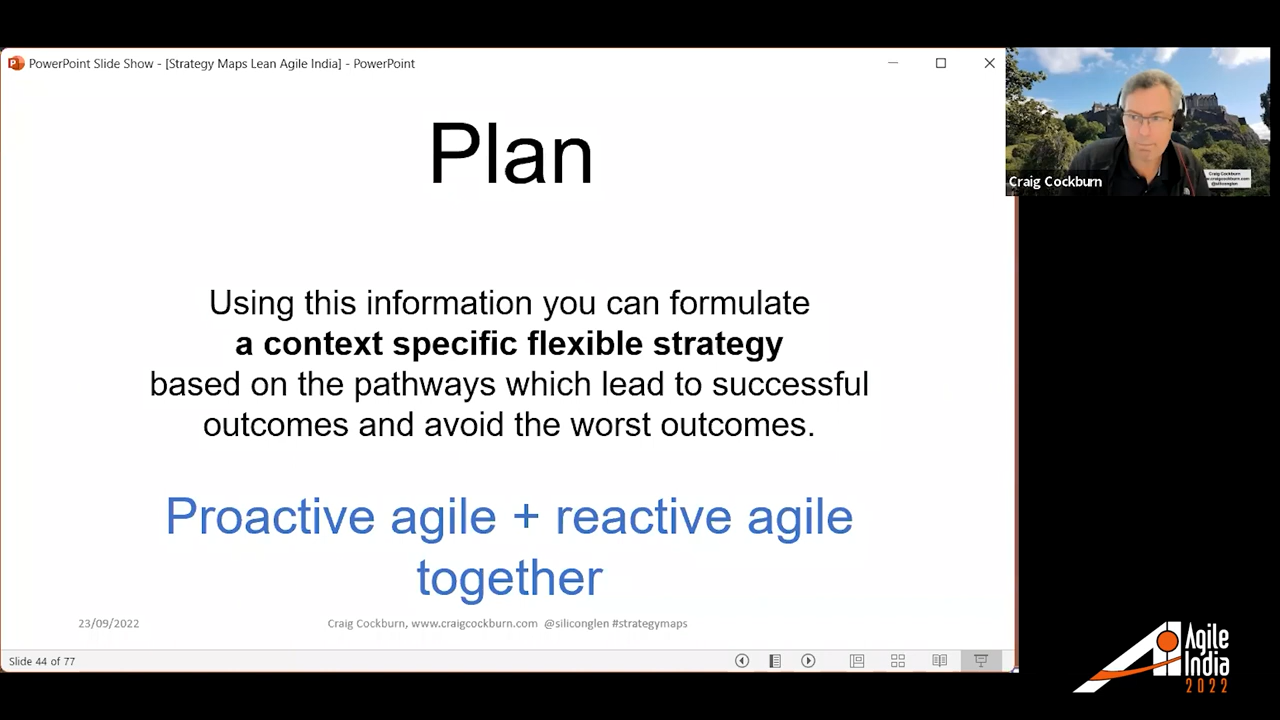 PowerPoint Slide Show - [Strategy Maps Lean Agile India] - PowerPoint
Plan
Using this information you can formulate
a context specific flexible strategy
based on the pathways which lead to successful
outcomes and avoid the worst outcomes.
Proactive agile + reactive agile
together
23/09/2022
Craig Cockburn, www.craigcockburn.com @siliconglen #strategymaps
Slide 44 of 77
Craig Cockburn
Craig Cockburn
@siliconglen
Agile
India
2022